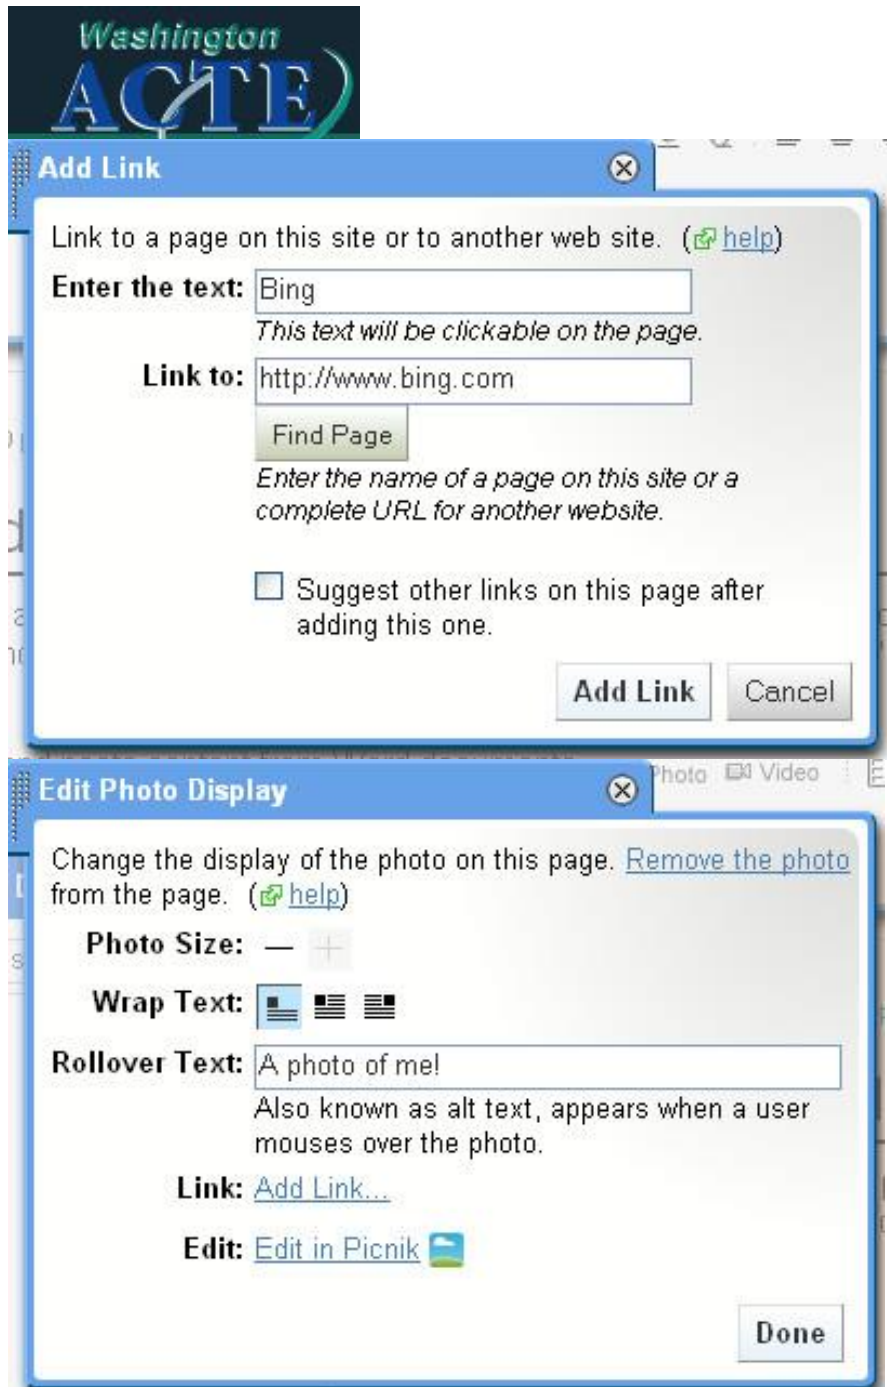 Washington
ACTE
Add Link
Link to a page on this site or to another web site. (help)
Enter the text: Bing
This text will be clickable on the page.
Link to: http://www.bing.com
Find Page
Enter the name of a page on this site or a
complete URL for another website.
Suggest other links on this page after
adding this one.
Add Link Cancel
Photo Video
Edit Photo Display
Change the display of the photo on this page. Remove the photo
from the page. (help)
Photo Size:
Wrap Text:
Rollover Text: A photo of me!
Also known as alt text, appears when a user
mouses over the photo.
Link: Add Link...
Edit: Edit in Picnik
Done